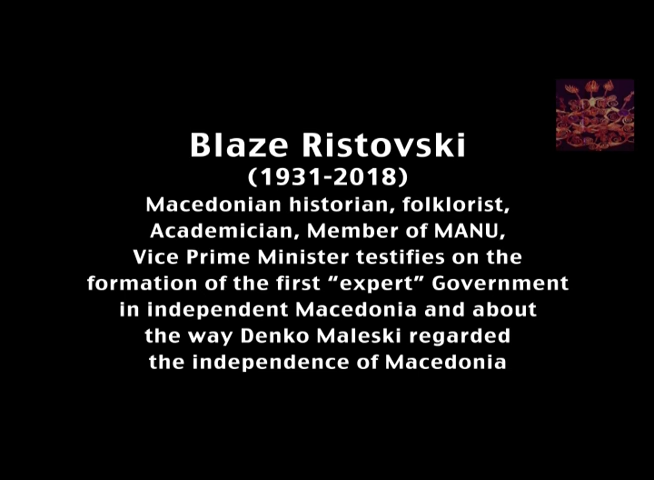 Blaze Ristovski
(1931-2018)
Macedonian historian, folklorist,
Academician, Member of MANU,
Vice Prime Minister testifies on the
formation of the first “expert” Government
in independent Macedonia and about
the way Denko Maleski regarded
the independence of Macedonia